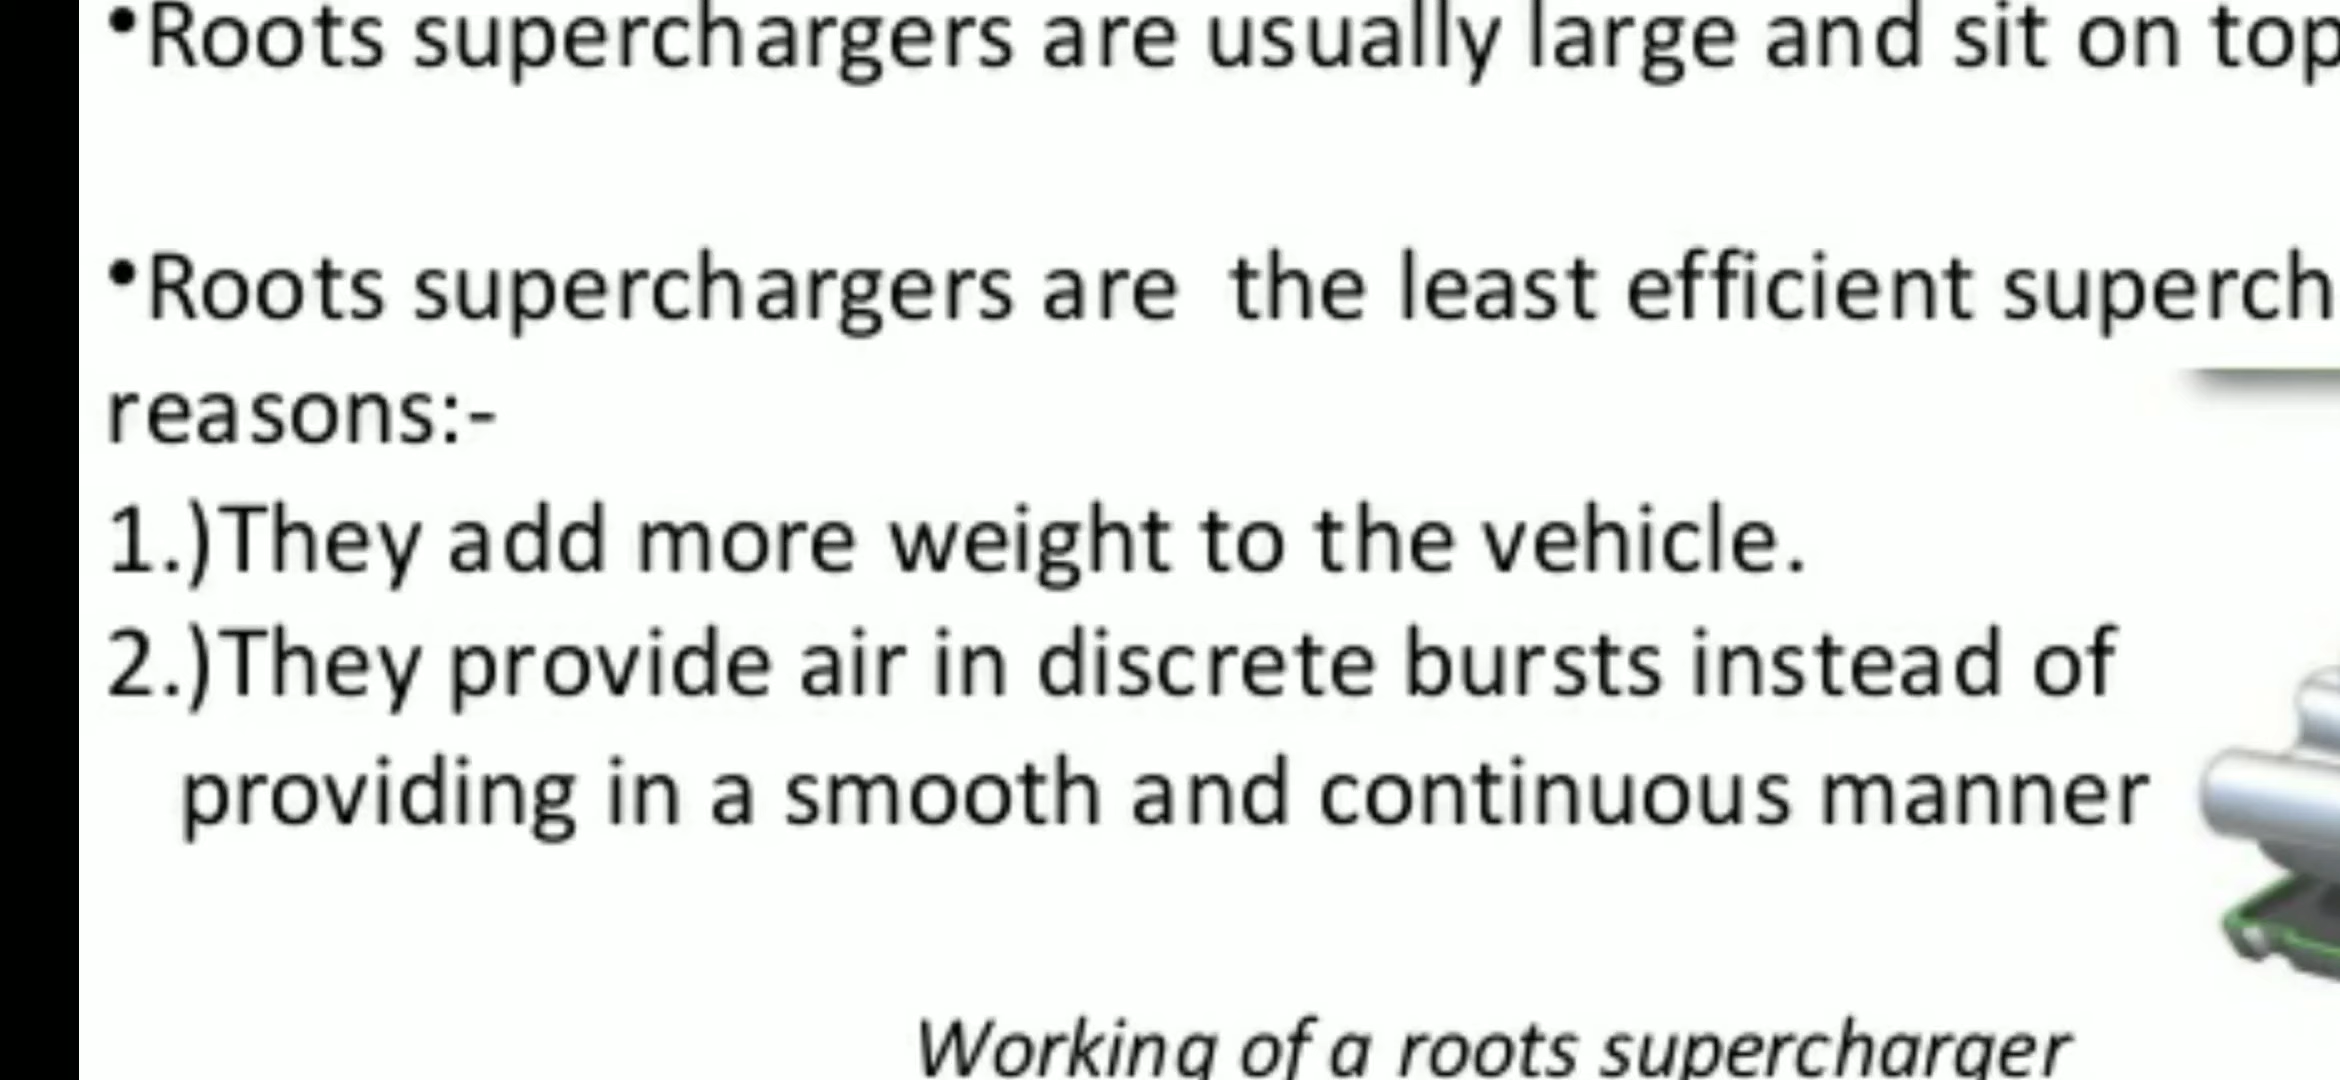 •Roots superchargers are usually large and sit on top
•Roots superchargers are the least efficient superch
reasons:-
1.)They add more weight to the vehicle.
2.)They provide air in discrete bursts instead of
providing in a smooth and continuous manner
Working of a roots supercharger